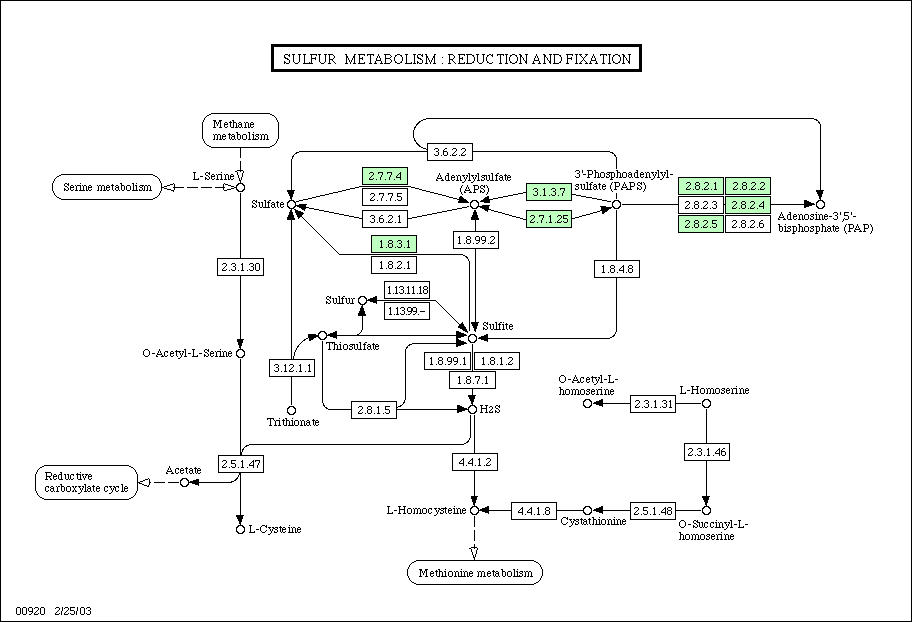 SULFUR METABOLISM : REDUCTION AND FIXATION
Methane
metabolism
3.6.2.2
Serine metabolism
L-Serine
2.7.7.4
2.7.7.5
3.6.2.1
Sulfate
Adenylylsulfate
(APS)
3.1.3.7
2.7.1.25
3'-Phosphoadenylyl-
sulfate (PAPS)
2.8.2.1
2.8.2.2
2.8.2.3
2.8.2.4
2.8.2.5
2.8.2.6
Adenosine-3',5'-
bisphosphate (PAP)
1.8.3.1
1.8.2.1
1.8.99.2
2.3.1.30
1.8.4.8
1.13.11.18
1.13.99.-
Sulfur
Sulfite
Thiosulfate
O-Acetyl-L-Serine
3.12.1.1
1.8.99.1
1.8.1.2
1.8.7.1
O-Acetyl-L-
homoserine
L-Homoserine
2.3.1.31
2.8.1.5
H2S
Trithionate
2.3.1.46
2.5.1.47
4.4.1.2
Acetate
Reductive
carboxylate cycle
L-Homocysteine
4.4.1.8
Cystathionine
2.5.1.48
O-Succinyl-L-
homoserine
L-Cysteine
Methionine metabolism
00920 2/25/03